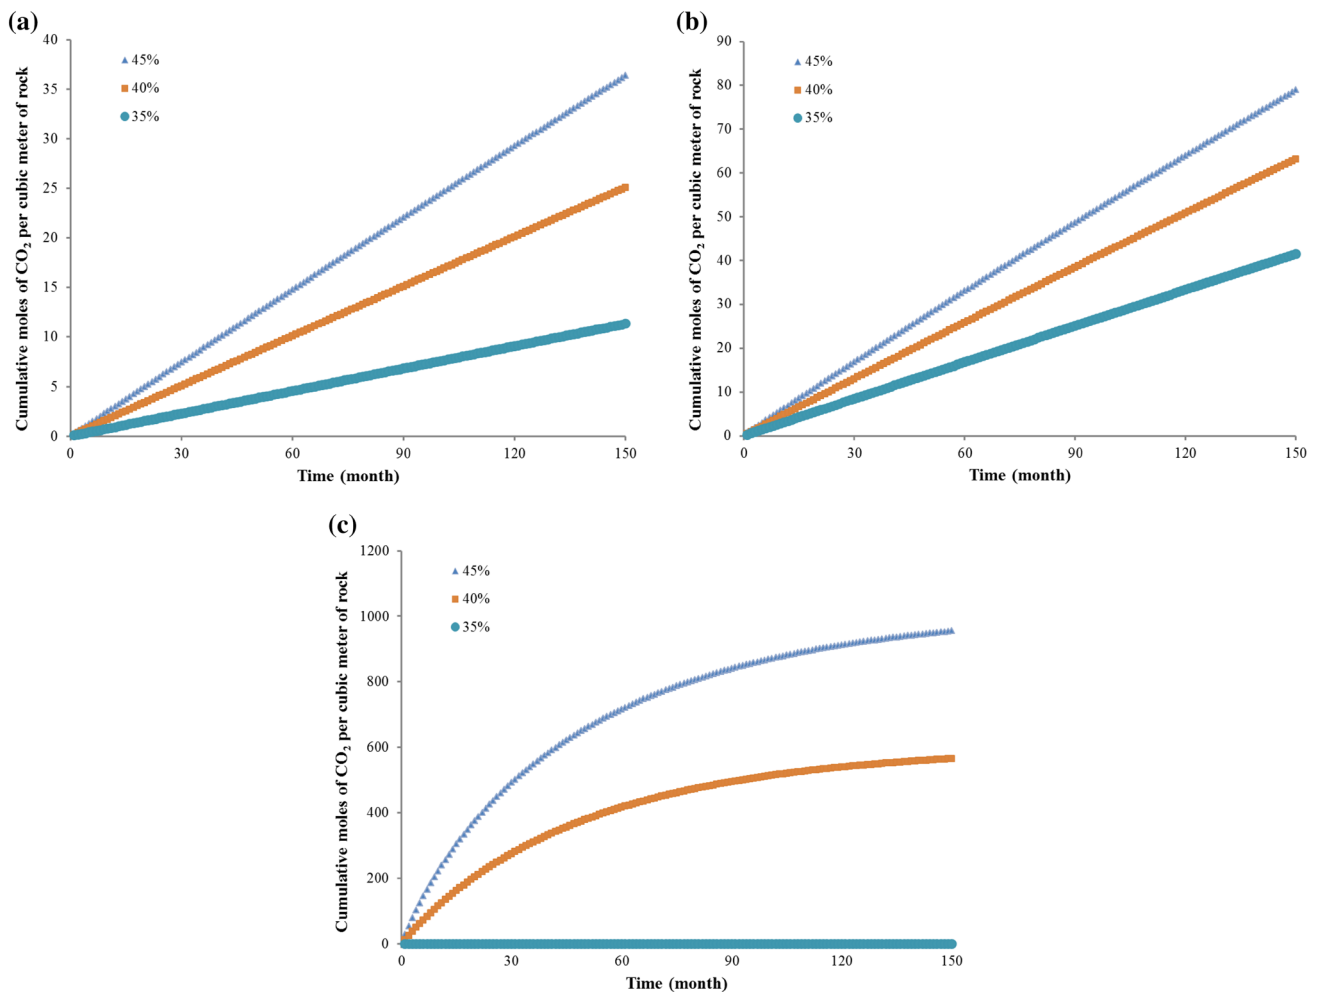 (a)
Cumulative moles of CO2 per cubic meter of rock
40
35
30
25
20
15
10
5
0
45%
40%
35%
0 30 60 90 120 150
Time (month)
(b)
Cumulative moles of CO2 per cubic meter of rock
90
80
70
60
50
40
30
20
10
0
45%
40%
35%
0 30 60 90 120 150
Time (month)
(c)
Cumulative moles of CO2 per cubic meter of rock
1200
1000
800
600
400
200
0
45%
40%
35%
0 30 60 90 120 150
Time (month)